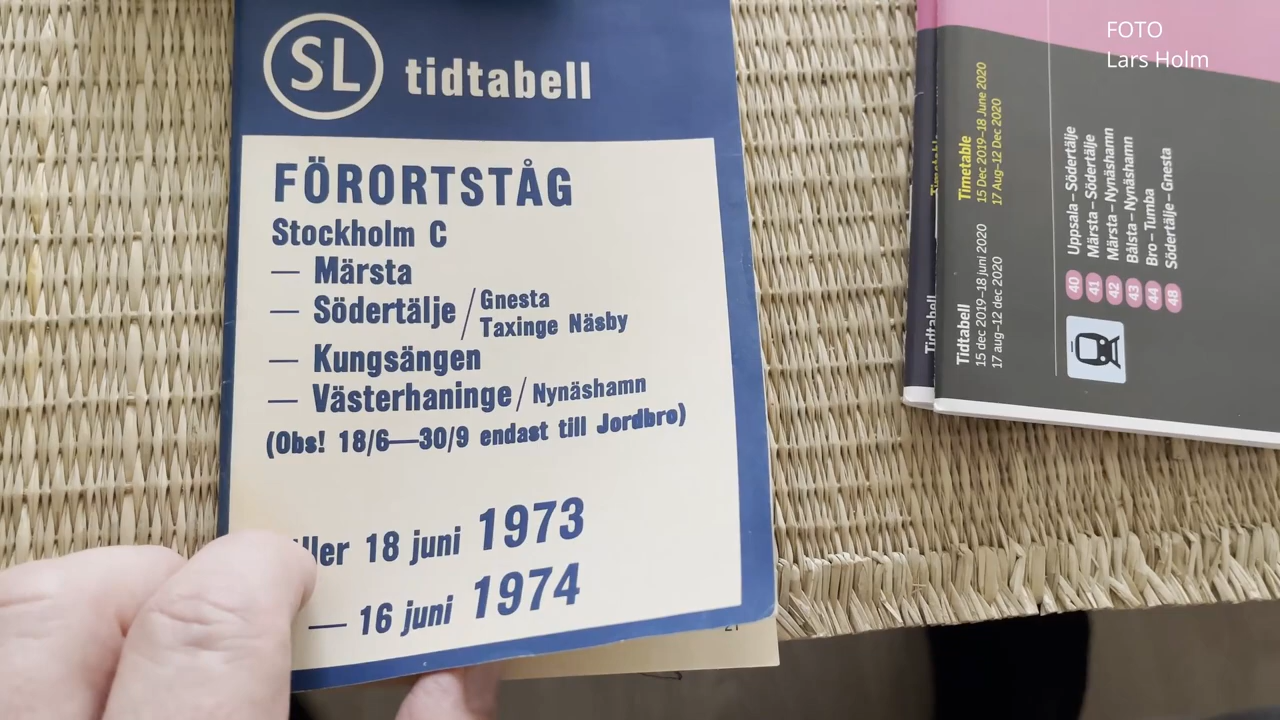 SL tidtabell
FÖRORTSTÅG
Stockholm C
— Märsta
— Södertälje / Gnesta
Taxinge Näsby
— Kungsängen
— Västerhaninge / Nynäshamn
(Obs! 18/6—30/9 endast till Jordbro)
18 juni 1973
— 16 juni 1974
FOTO
Lars Holm
Tidtabell
Timetable
Tidtabell
15 dec 2019–18 juni 2020
17 aug–12 dec 2020
Timetable
15 Dec 2019–18 June 2020
17 Aug–12 Dec 2020
40 Uppsala – Södertälje
41 Märsta – Södertälje
42 Märsta – Nynäshamn
43 Bålsta – Nynäshamn
44 Bro – Tumba
48 Södertälje – Gnesta